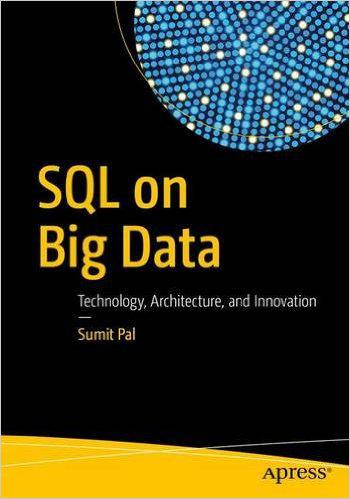 SQL on
Big Data
Technology, Architecture, and Innovation
—
Sumit Pal
Apress®